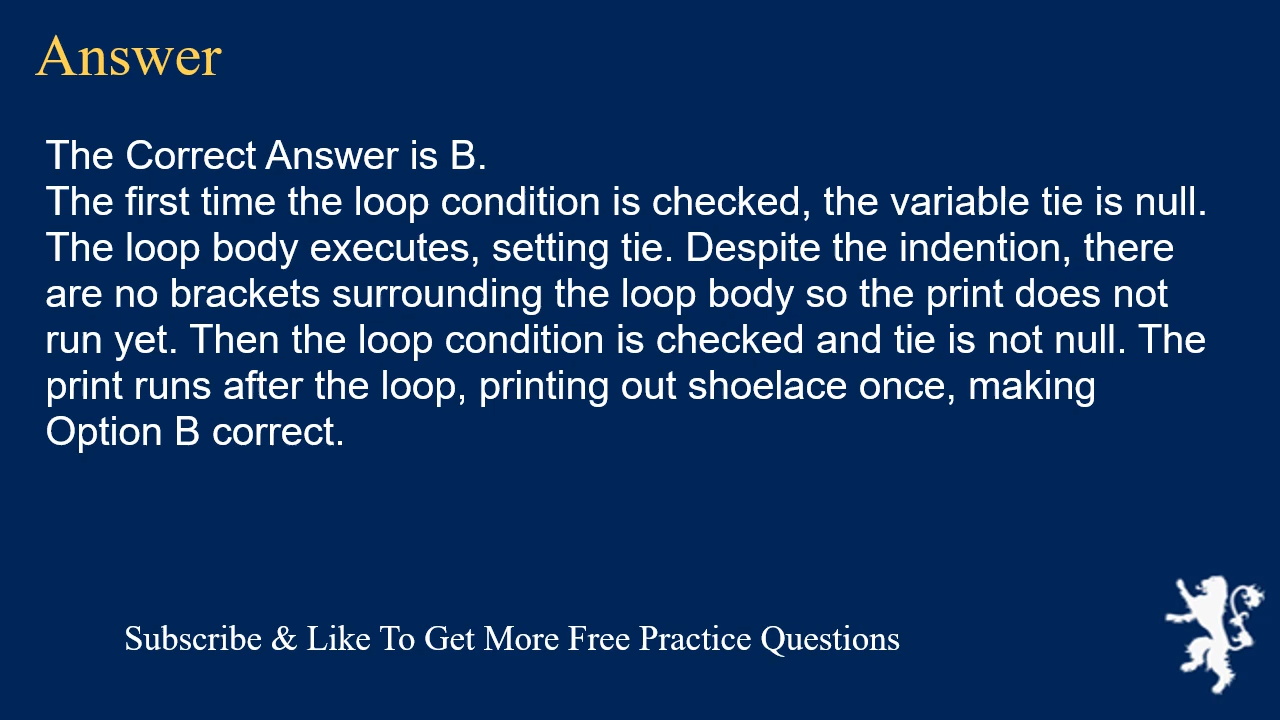 Answer
The Correct Answer is B.
The first time the loop condition is checked, the variable tie is null.
The loop body executes, setting tie. Despite the indention, there
are no brackets surrounding the loop body so the print does not
run yet. Then the loop condition is checked and tie is not null. The
print runs after the loop, printing out shoelace once, making
Option B correct.
Subscribe & Like To Get More Free Practice Questions